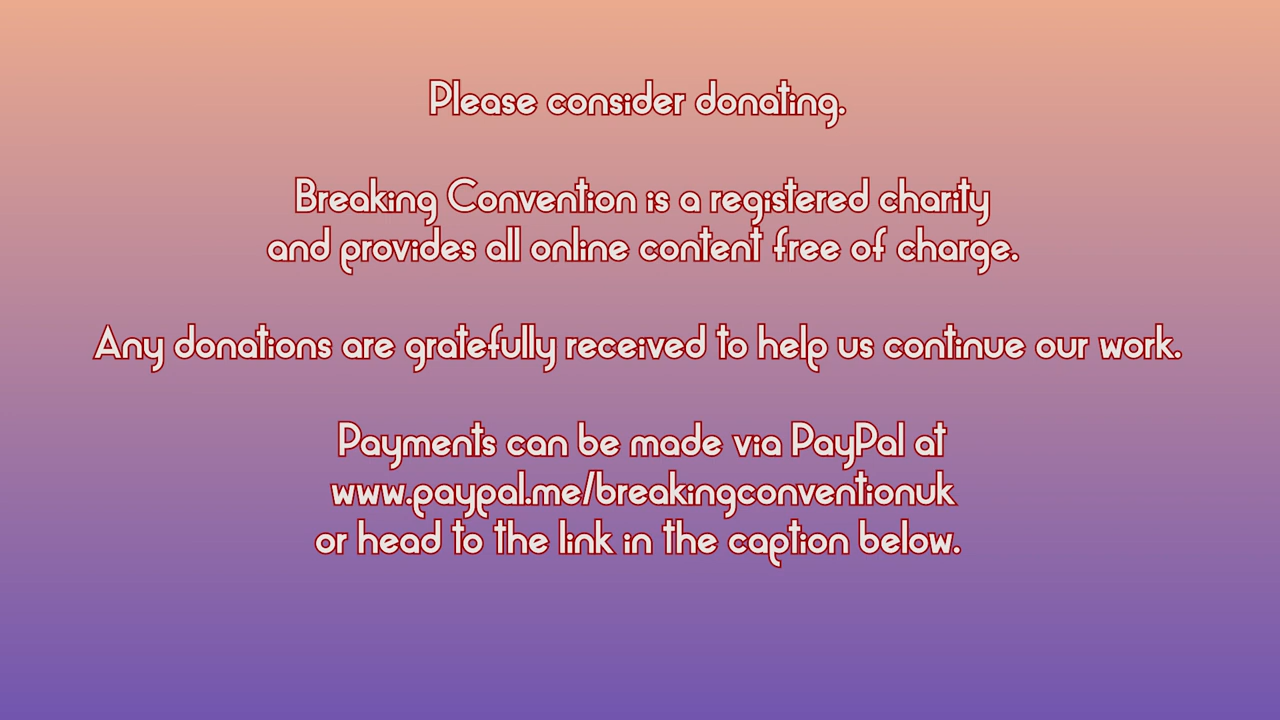 Please consider donating.
Breaking Convention is a registered charity
and provides all online content free of charge.
Any donations are gratefully received to help us continue our work.
Payments can be made via PayPal at
www.paypal.me/breakingconventionuk
or head to the link in the caption below.